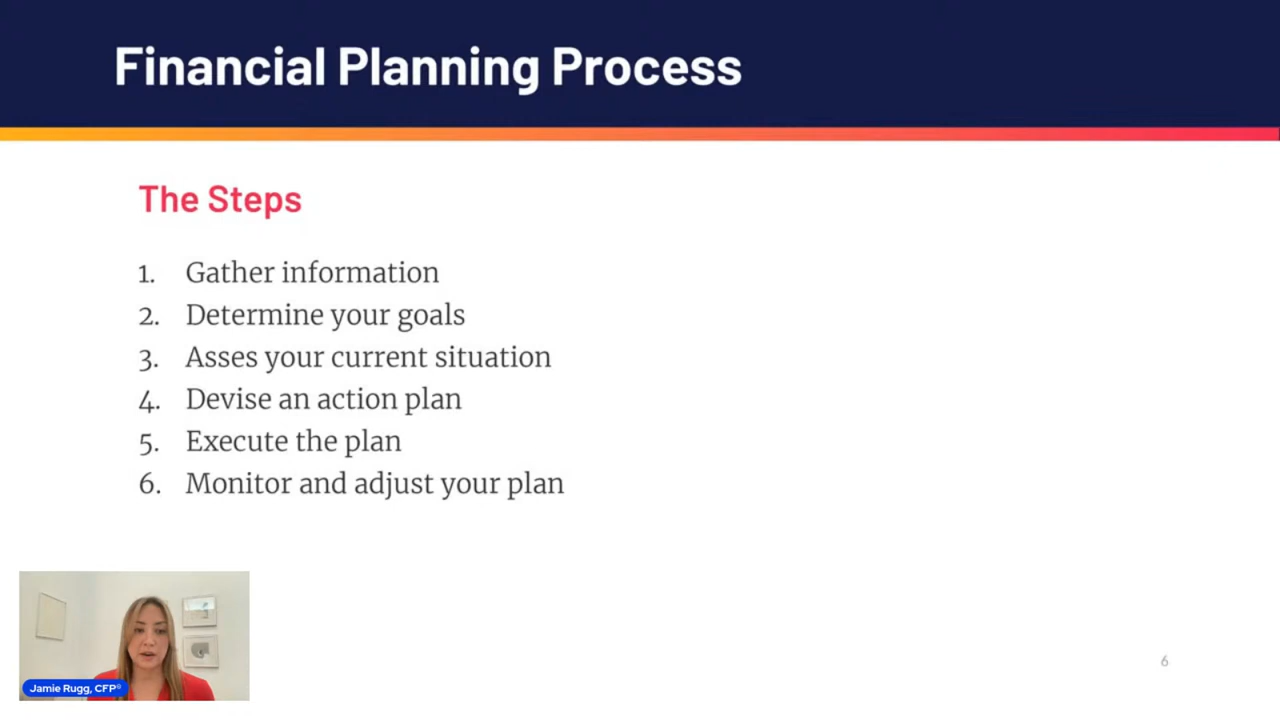 Financial Planning Process
The Steps
1. Gather information
2. Determine your goals
3. Asses your current situation
4. Devise an action plan
5. Execute the plan
6. Monitor and adjust your plan
Jamie Rugg, CFP®
6